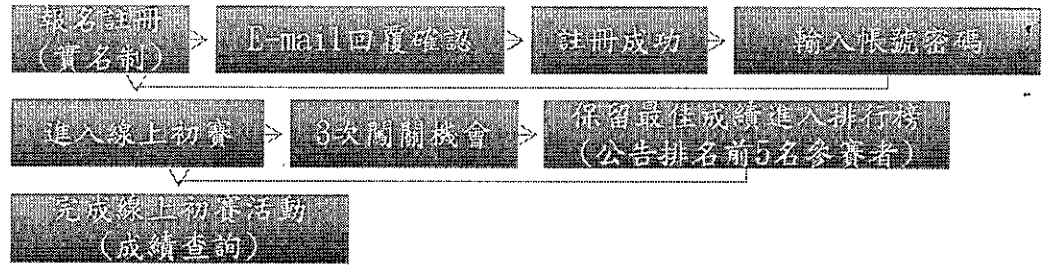 報名註冊
(實名制)
E-mail回覆確認
註冊成功
輸入帳號密碼
進入線上初賽
3次闖關機會
保留最佳成績進入排行榜
(公告排名前5名參賽者)
完成線上初賽活動
(成績查詢)